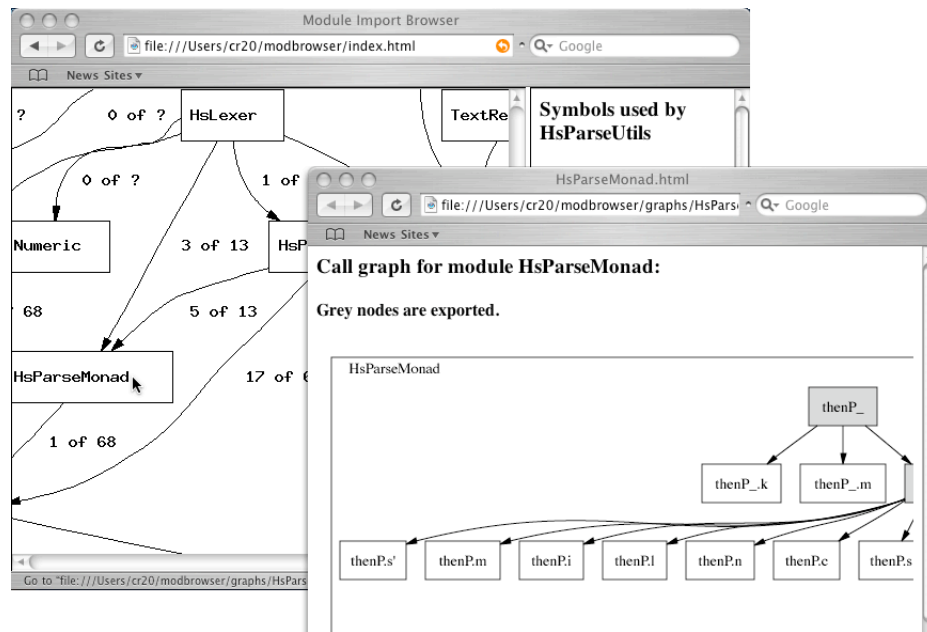 Module Import Browser
file:///Users/cr20/modbrowser/index.html
Google
News Sites
?
0 of ?
HsLexer
TextRe
Symbols used by
HsParseUtils
0 of ?
1 of
Numeric
3 of 13
HsP
68
5 of 13
HsParseMonad
17 of
1 of 68
Go to "file:///Users/cr20/modbrowser/graphs/HsPars
HsParseMonad.html
file:///Users/cr20/modbrowser/graphs/HsPars
Google
News Sites
Call graph for module HsParseMonad:
Grey nodes are exported.
HsParseMonad
thenP_
thenP_.k
thenP_.m
thenP.s'
thenP.m
thenP.i
thenP.l
thenP.n
thenP.c
thenP.s